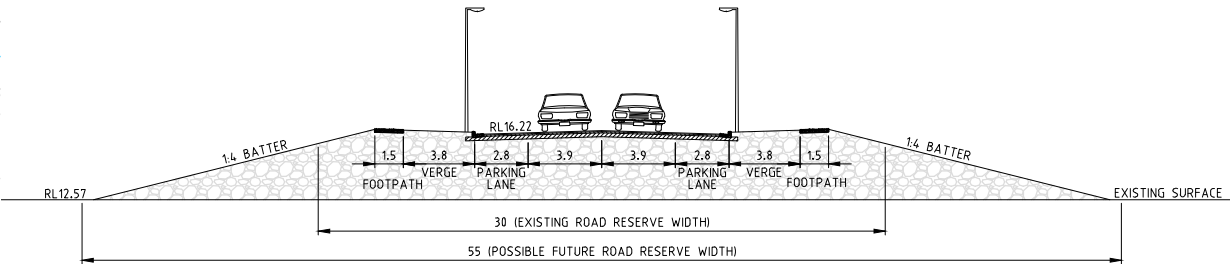 RL16.22
1:4 BATTER
1:4 BATTER
1.5
3.8
2.8
3.9
3.9
2.8
3.8
1.5
FOOTPATH
VERGE
PARKING
LANE
PARKING
LANE
VERGE
FOOTPATH
RL12.57
EXISTING SURFACE
30 (EXISTING ROAD RESERVE WIDTH)
55 (POSSIBLE FUTURE ROAD RESERVE WIDTH)